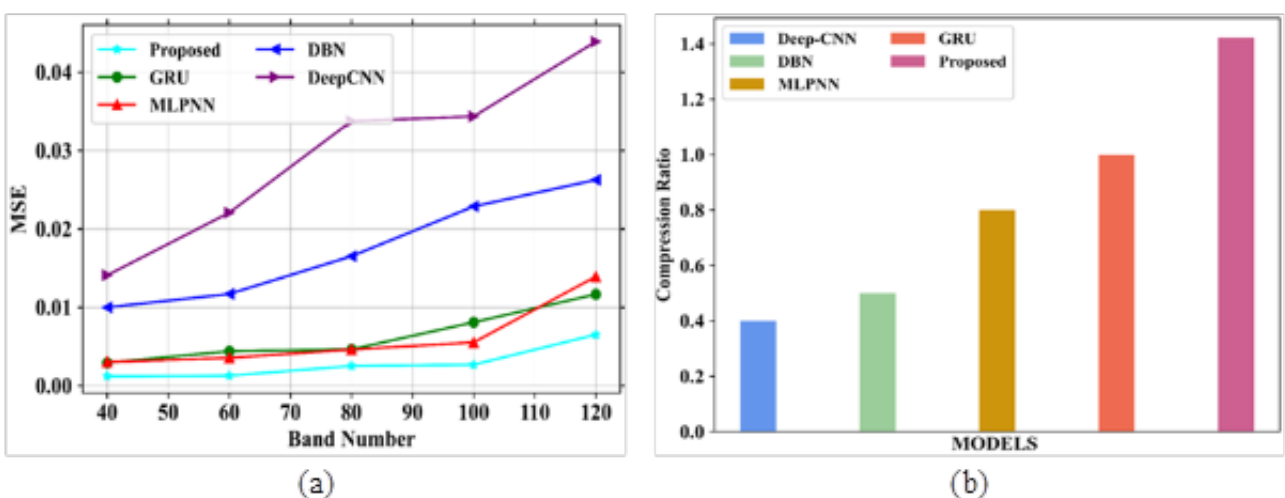 Proposed
GRU
MLPNN
DBN
DeepCNN
0.04
0.03
0.02
0.01
0.00
MSE
40 50 60 70 80 90 100 110 120
Band Number
(a)
Deep-CNN
DBN
MLPNN
GRU
Proposed
1.4
1.2
1.0
0.8
0.6
0.4
0.2
0.0
Compression Ratio
MODELS
(b)